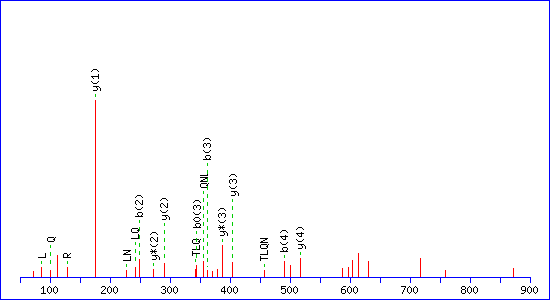 L
Q
R
y(1)
LN
LQ
b(2)
y*(2)
y(2)
TLQ
b0(3)
QNL
b(3)
y*(3)
y(3)
TLQN
b(4)
y(4)
100 200 300 400 500 600 700 800 900